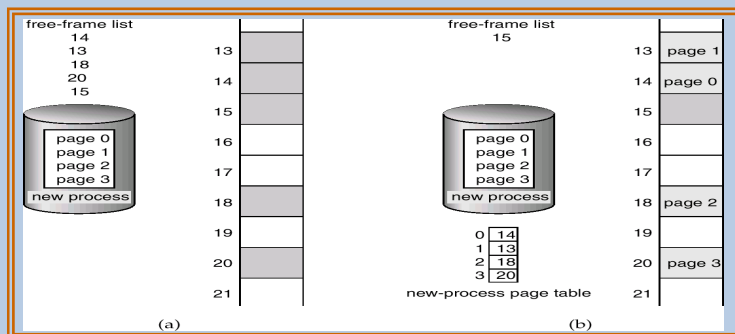 free-frame list
14
13
18
20
15
page 0
page 1
page 2
page 3
new process
13
14
15
16
17
18
19
20
21
(a)
free-frame list
15
page 0
page 1
page 2
page 3
new process
0 14
1 13
2 18
3 20
new-process page table
13 page 1
14 page 0
15
16
17
18 page 2
19
20 page 3
21
(b)